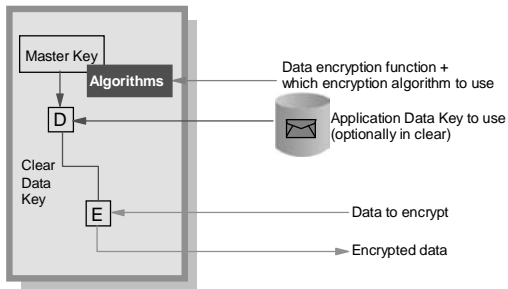 Master Key
Algorithms
Data encryption function +
which encryption algorithm to use
D
Application Data Key to use
(optionally in clear)
Clear
Data
Key
E
Data to encrypt
Encrypted data